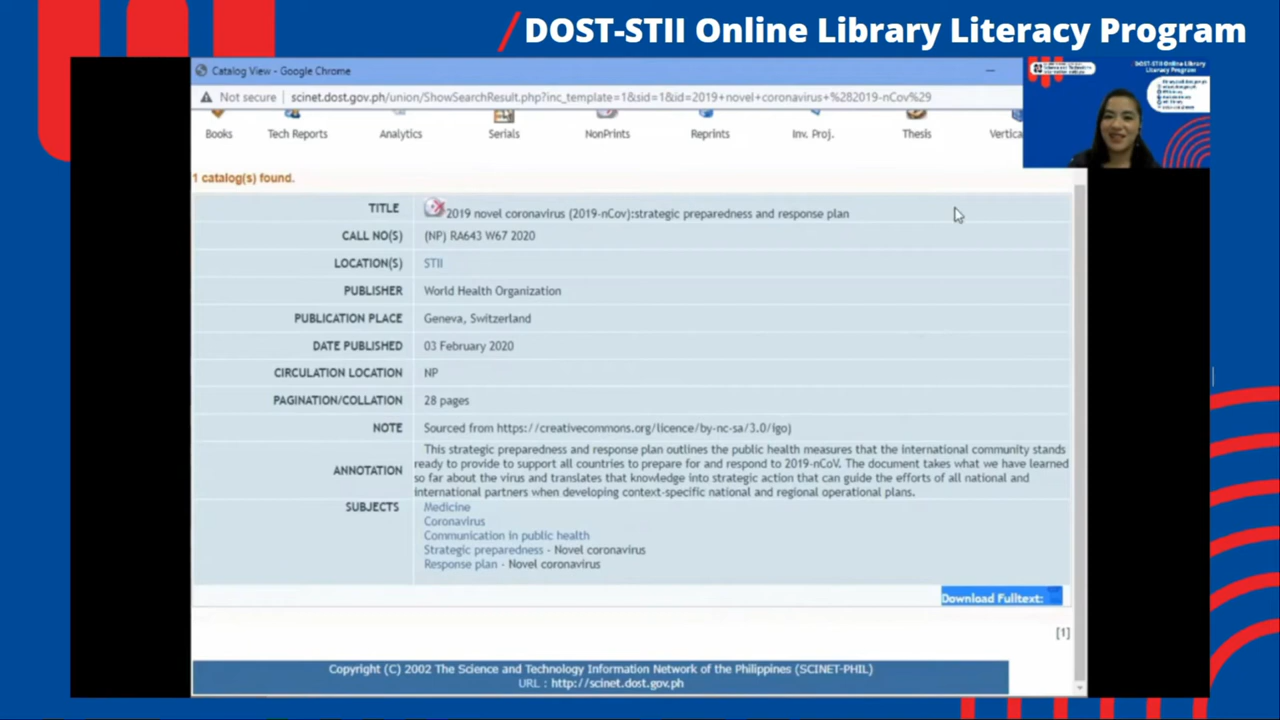 /DOST-STII Online Library Literacy Program
Catalog View - Google Chrome
DOST-STII Online Library
Literacy Program
Not secure
scinet.dost.gov.ph/union/ShowSearchResult.php?inc_template=1&sid=1&id=2019+novel+coronavirus+%282019-nCov%29
Books Tech Reports Analytics Serials NonPrints Reprints Inv. Proj. Thesis Vertica
1 catalog(s) found.
TITLE 2019 novel coronavirus (2019-nCov):strategic preparedness and response plan
CALL NO(S) (NP) RA643 W67 2020
LOCATION(S) STII
PUBLISHER World Health Organization
PUBLICATION PLACE Geneva, Switzerland
DATE PUBLISHED 03 February 2020
CIRCULATION LOCATION NP
PAGINATION/COLLATION 28 pages
NOTE Sourced from https://creativecommons.org/licence/by-nc-sa/3.0/igo)
This strategic preparedness and response plan outlines the public health measures that the international community stands
ready to provide to support all countries to prepare for and respond to 2019-nCoV. The document takes what we have learned
ANNOTATION
so far about the virus and translates that knowledge into strategic action that can guide the efforts of all national and
international partners when developing context-specific national and regional operational plans.
SUBJECTS Medicine
Coronavirus
Communication in public health
Strategic preparedness - Novel coronavirus
Response plan - Novel coronavirus
Download Fulltext:
[1]
Copyright (C) 2002 The Science and Technology Information Network of the Philippines (SCINET-PHIL)
URL : http://scinet.dost.gov.ph